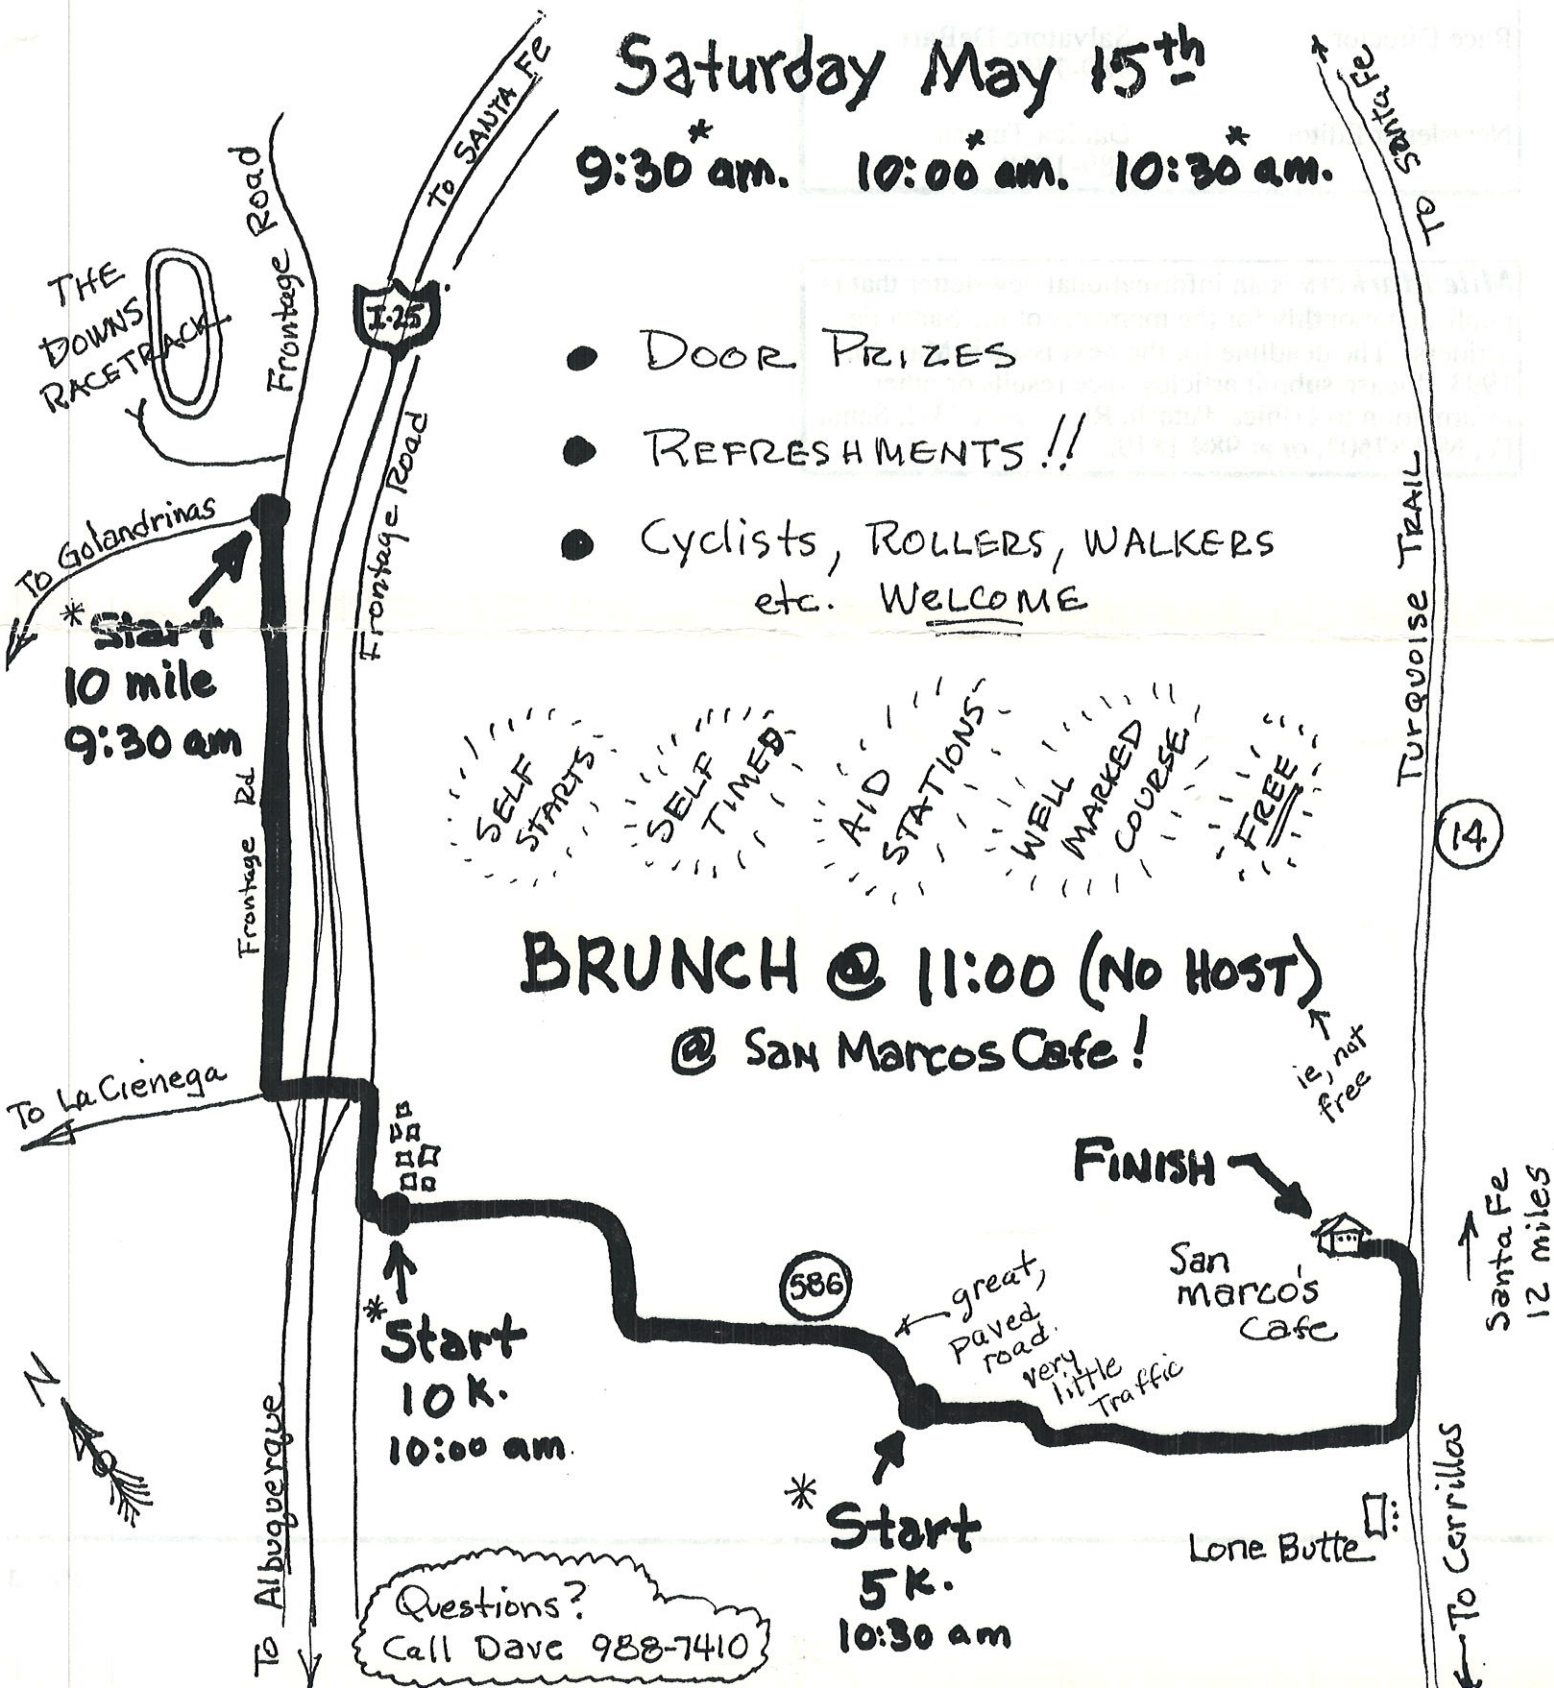 Saturday May 15th
9:30* am. 10:00* am. 10:30* am.
to SANTA Fe
To Santa Fe
Frontage Road
THE
DOWNS
RACETRACK
I-25
• DOOR PRIZES
• REFRESHMENTS!!
• Cyclists, ROLLERS, WALKERS
etc. WeLCOME
Frontage Road
To Golandrinas
* Start
10 mile
9:30 am
Frontage Rd
TURQUOISE TRAIL
14
SELF
STARTS
SELF
TIMED
AID
STATIONS
WELL
MARKED
COURSE
FREE
BRUNCH @ 11:00 (NO HOST)
@ SAN Marcos Cafe!
ie, not
free
To La Cienega
FINISH
San
marco's
Cafe
Santa Fe
12 miles
586
great,
paved
road.
very
little
Traffic
* Start
10 K.
10:00 am.
N
* Start
5 K.
10:30 am
Lone Butte
To Cerrillos
To Albuquerque
Questions?
Call Dave 988-7410
Race Director
Salvatore DeBari